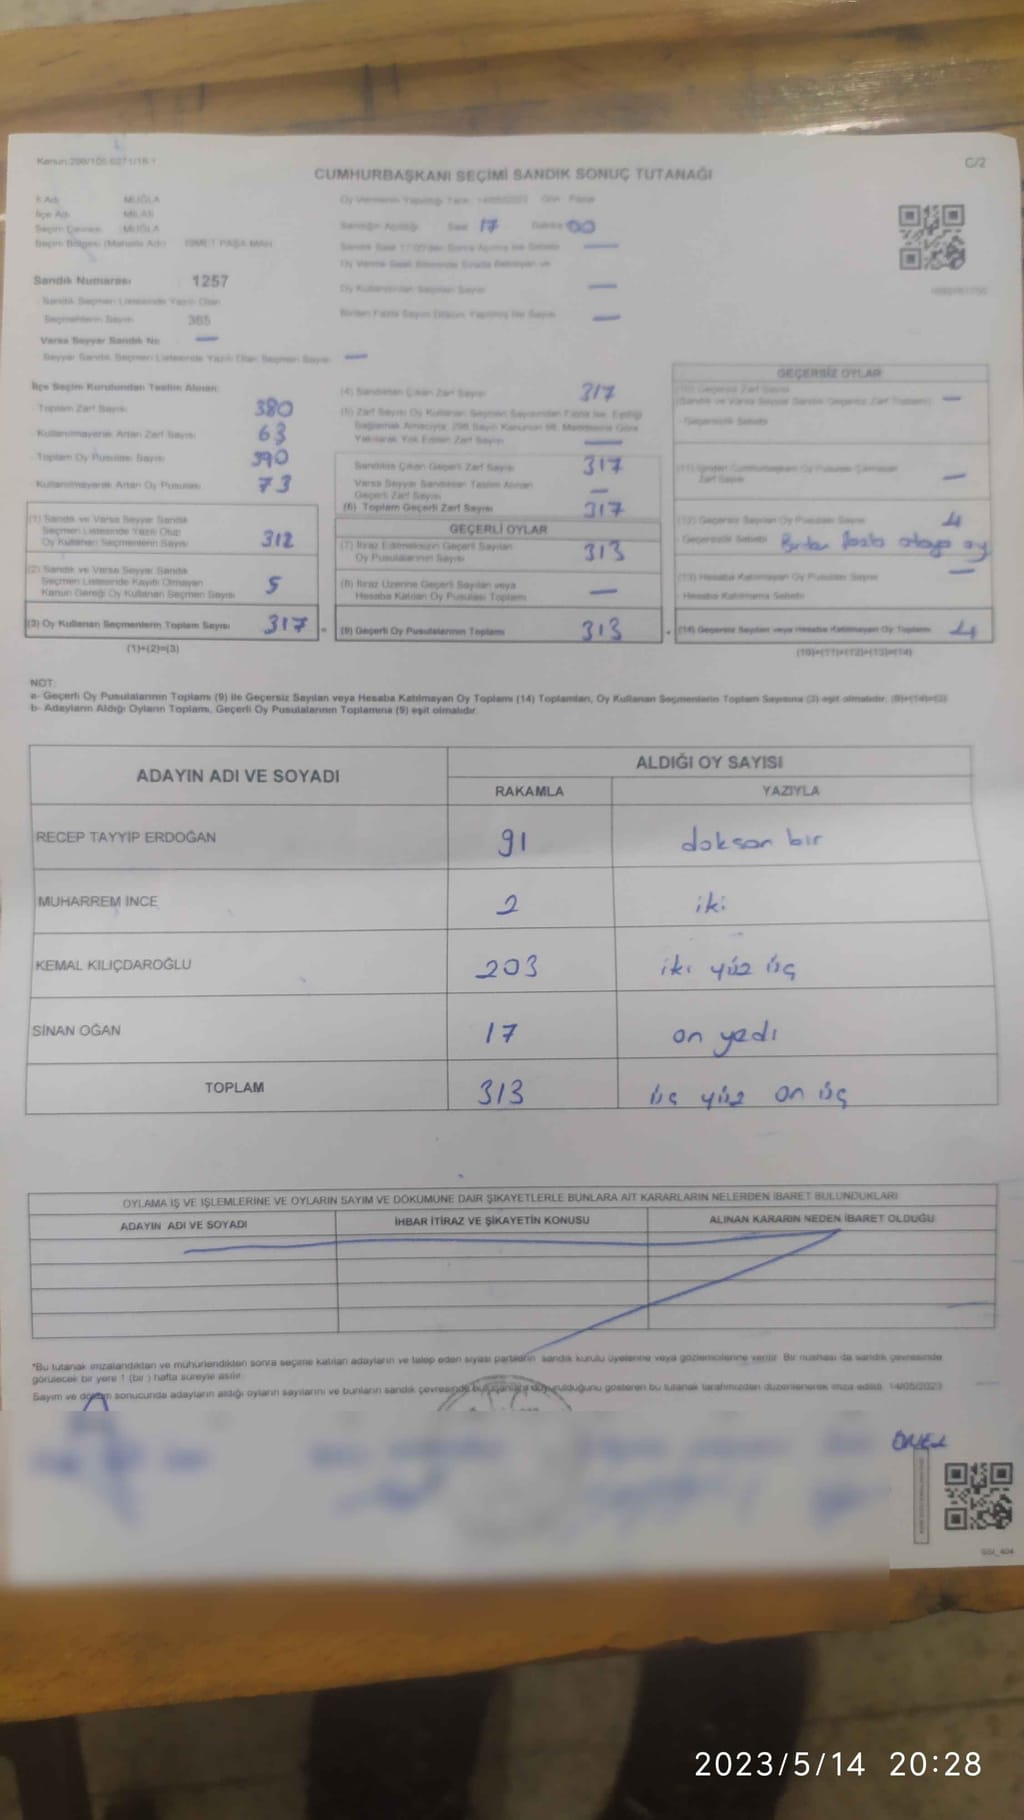 Kanun:298/105 6271/18-1
C/2
CUMHURBAŞKANI SEÇİMİ SANDIK SONUÇ TUTANAĞI
İl Adı MUĞLA
İlçe Adı MİLAS
Seçim Çevresi MUĞLA
Seçim Bölgesi (Mahalle Adı) İSMET PAŞA MAH.
Sandık Numarası 1257
Sandık Seçmen Listesinde Yazılı Olan
Seçmenlerin Sayısı 365
Varsa Seyyar Sandık No —
Seyyar Sandık Seçmen Listesinde Yazılı Olan Seçmen Sayısı —
Oy Vermenin Yapıldığı Tarih 14/05/2023 Gün Pazar
Sandığın Açıldığı Saat 17 Dakika 00
Sandık Saat 17:00'den Sonra Açılmış İse Sebebi —
Oy Verme Saati Bitiminde Sırada Bekleyen ve
Oy Kullandırılan Seçmen Sayısı —
Birden Fazla Sayım Döküm Yapılmış İse Sayısı —
İlçe Seçim Kurulundan Teslim Alınan:
Toplam Zarf Sayısı 380
Kullanılmayarak Artan Zarf Sayısı 63
Toplam Oy Pusulası Sayısı 390
Kullanılmayarak Artan Oy Pusulası 73
(1) Sandık ve Varsa Seyyar Sandık
Seçmen Listesinde Yazılı Olup
Oy Kullanan Seçmenlerin Sayısı 312
(2) Sandık ve Varsa Seyyar Sandık
Seçmen Listesinde Kayıtlı Olmayan
Kanun Gereği Oy Kullanan Seçmen Sayısı 5
(3) Oy Kullanan Seçmenlerin Toplam Sayısı 317 =
(1)+(2)=(3)
(4) Sandıktan Çıkan Zarf Sayısı 317
(5) Zarf Sayısı Oy Kullanan Seçmen Sayısından Fazla İse, Eşitliği
Sağlamak Amacıyla, 298 Sayılı Kanunun 98. Maddesine Göre
Yakılarak Yok Edilen Zarf Sayısı —
Sandıkta Çıkan Geçerli Zarf Sayısı 317
Varsa Seyyar Sandıktan Teslim Alınan
Geçerli Zarf Sayısı —
(6) Toplam Geçerli Zarf Sayısı 317
GEÇERLİ OYLAR
(7) İtiraz Edilmeksizin Geçerli Sayılan
Oy Pusulalarının Sayısı 313
(8) İtiraz Üzerine Geçerli Sayılan veya
Hesaba Katılan Oy Pusulası Toplamı —
(9) Geçerli Oy Pusulalarının Toplamı 313 +
GEÇERSİZ OYLAR
(10) Geçersiz Zarf Sayısı
(Sandık ve Varsa Seyyar Sandık Geçersiz Zarf Toplamı) —
Geçersizlik Sebebi
(11) İçinden Cumhurbaşkanı Oy Pusulası Çıkmayan
Zarf Sayısı —
(12) Geçersiz Sayılan Oy Pusula Sayısı 4
Geçersizlik Sebebi Birden fazla adaya oy
(13) Hesaba Katılmayan Oy Pusula Sayısı —
Hesaba Katılmama Sebebi
(14) Geçersiz Sayılan veya Hesaba Katılmayan Oy Toplamı 4
(10)+(11)+(12)+(13)=(14)
NOT:
a- Geçerli Oy Pusulalarının Toplamı (9) ile Geçersiz Sayılan veya Hesaba Katılmayan Oy Toplamı (14) Toplamları, Oy Kullanan Seçmenlerin Toplam Sayısına (3) eşit olmalıdır. (9)+(14)=(3)
b- Adayların Aldığı Oyların Toplamı, Geçerli Oy Pusulalarının Toplamına (9) eşit olmalıdır.
ADAYIN ADI VE SOYADI
ALDIĞI OY SAYISI
RAKAMLA YAZIYLA
RECEP TAYYİP ERDOĞAN 91 doksan bir
MUHARREM İNCE 2 iki
KEMAL KILIÇDAROĞLU 203 iki yüz üç
SİNAN OĞAN 17 on yedi
TOPLAM 313 üç yüz on üç
OYLAMA İŞ VE İŞLEMLERİNE VE OYLARIN SAYIM VE DÖKÜMÜNE DAİR ŞİKAYETLERLE BUNLARA AİT KARARLARIN NELERDEN İBARET BULUNDUKLARI
ADAYIN ADI VE SOYADI İHBAR İTİRAZ VE ŞİKAYETİN KONUSU ALINAN KARARIN NEDEN İBARET OLDUĞU
*Bu tutanak imzalandıktan ve mühürlendikten sonra seçime katılan adayların ve talep eden siyasi partilerin sandık kurulu üyelerine veya gözlemcilerine verilir. Bir nüshası da sandık çevresinde
görülecek bir yere 1 (bir) hafta süreyle asılır.
Sayım ve döküm sonucunda adayların aldığı oyların sayılarını ve bunların sandık çevresinde duyurulduğunu gösteren bu tutanak tarafımızdan düzenlenerek imza edildi. 14/05/2023
ÖNEL
2023/5/14 20:28